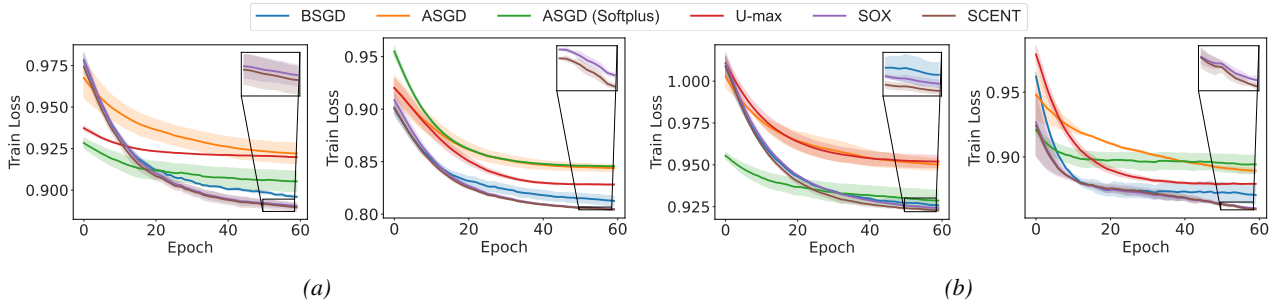 BSGD ASGD ASGD (Softplus) U-max SOX SCENT
Train Loss
0.975
0.950
0.925
0.900
0 20 40 60
Epoch
Train Loss
0.95
0.90
0.85
0.80
0 20 40 60
Epoch
(a)
Train Loss
1.000
0.975
0.950
0.925
0 20 40 60
Epoch
Train Loss
0.95
0.90
0 20 40 60
Epoch
(b)